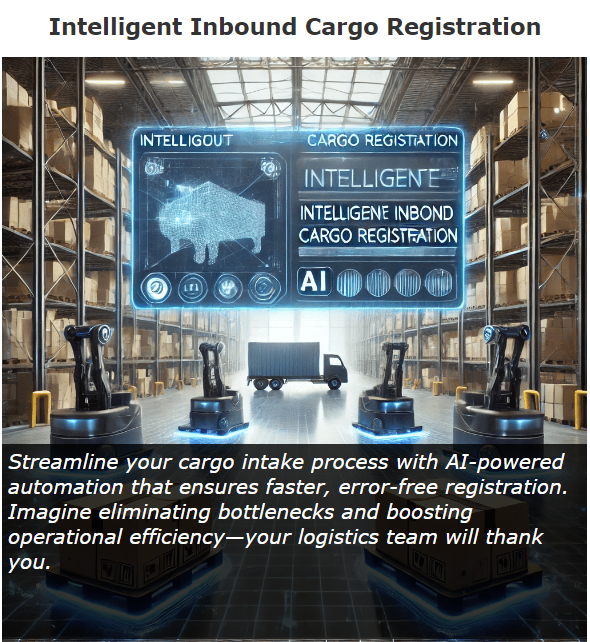 Intelligent Inbound Cargo Registration
INTELLIGOUT
CARGO REGISTIATION
INTELLIGENTE
INTELLIGENE INBOND
CARGO REGISTFEATION
AI
Streamline your cargo intake process with AI-powered
automation that ensures faster, error-free registration.
Imagine eliminating bottlenecks and boosting
operational efficiency—your logistics team will thank
you.